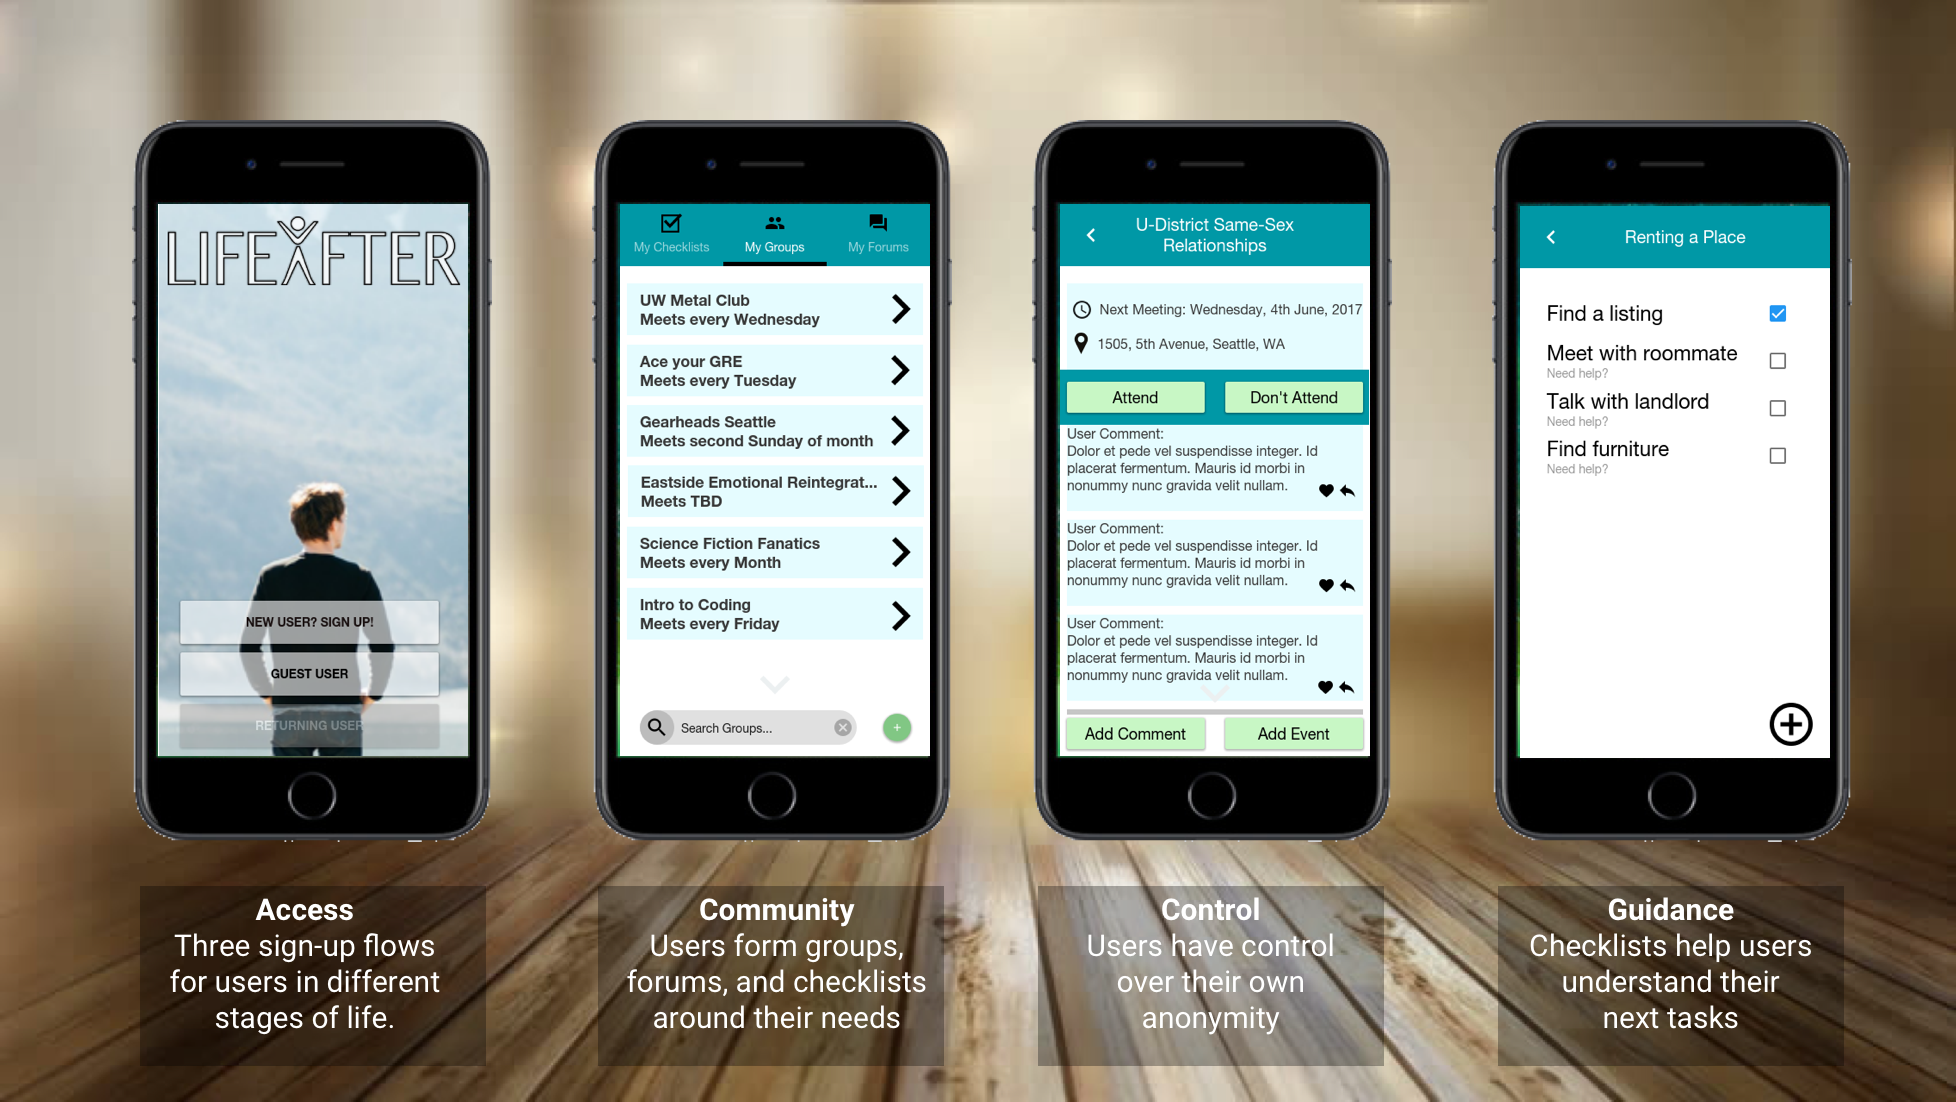 LIFEAFTER
NEW USER? SIGN UP!
GUEST USER
RETURNING USER
My Checklists
My Groups
My Forums
UW Metal Club
Meets every Wednesday
Ace your GRE
Meets every Tuesday
Gearheads Seattle
Meets second Sunday of month
Eastside Emotional Reintegrat...
Meets TBD
Science Fiction Fanatics
Meets every Month
Intro to Coding
Meets every Friday
Search Groups...
U-District Same-Sex
Relationships
Next Meeting: Wednesday, 4th June, 2017
1505, 5th Avenue, Seattle, WA
Attend
Don't Attend
User Comment:
Dolor et pede vel suspendisse integer. Id
placerat fermentum. Mauris id morbi in
nonummy nunc gravida velit nullam.
User Comment:
Dolor et pede vel suspendisse integer. Id
placerat fermentum. Mauris id morbi in
nonummy nunc gravida velit nullam.
User Comment:
Dolor et pede vel suspendisse integer. Id
placerat fermentum. Mauris id morbi in
nonummy nunc gravida velit nullam.
Add Comment
Add Event
Renting a Place
Find a listing
Meet with roommate
Need help?
Talk with landlord
Need help?
Find furniture
Need help?
Access
Three sign-up flows
for users in different
stages of life.
Community
Users form groups,
forums, and checklists
around their needs
Control
Users have control
over their own
anonymity
Guidance
Checklists help users
understand their
next tasks